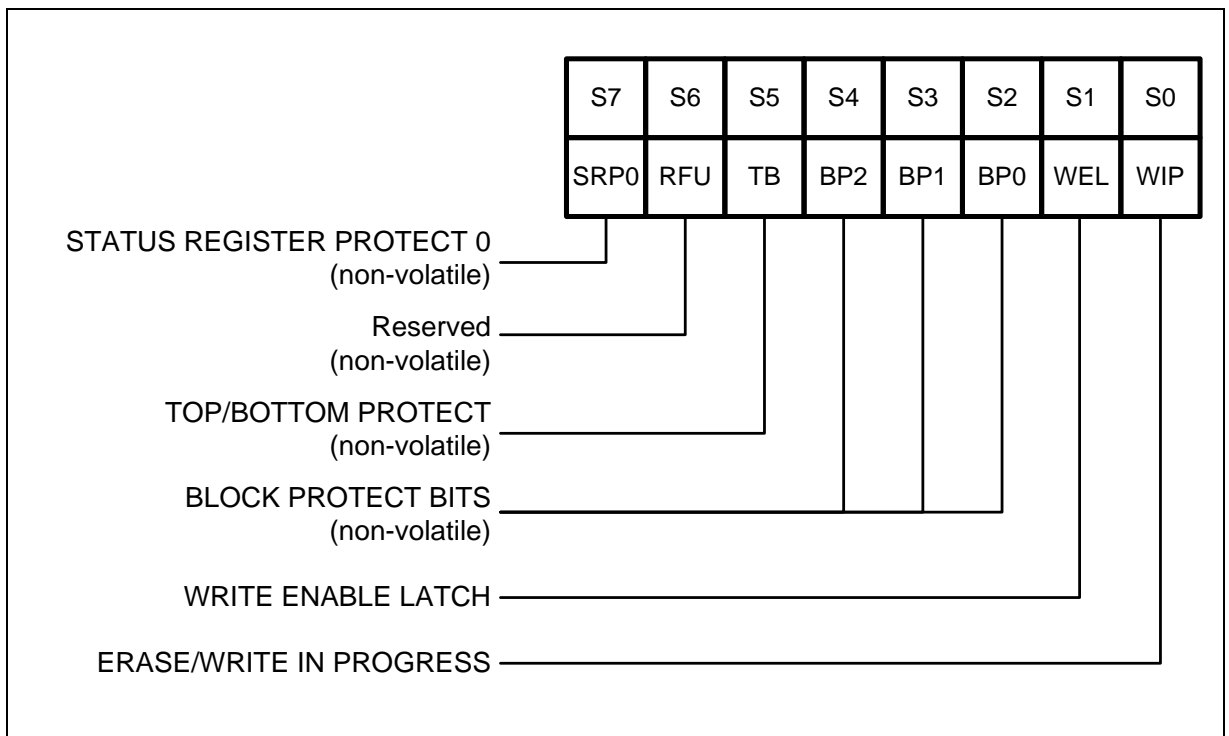 S7 S6 S5 S4 S3 S2 S1 S0
SRP0 RFU TB BP2 BP1 BP0 WEL WIP
STATUS REGISTER PROTECT 0
(non-volatile)
Reserved
(non-volatile)
TOP/BOTTOM PROTECT
(non-volatile)
BLOCK PROTECT BITS
(non-volatile)
WRITE ENABLE LATCH
ERASE/WRITE IN PROGRESS